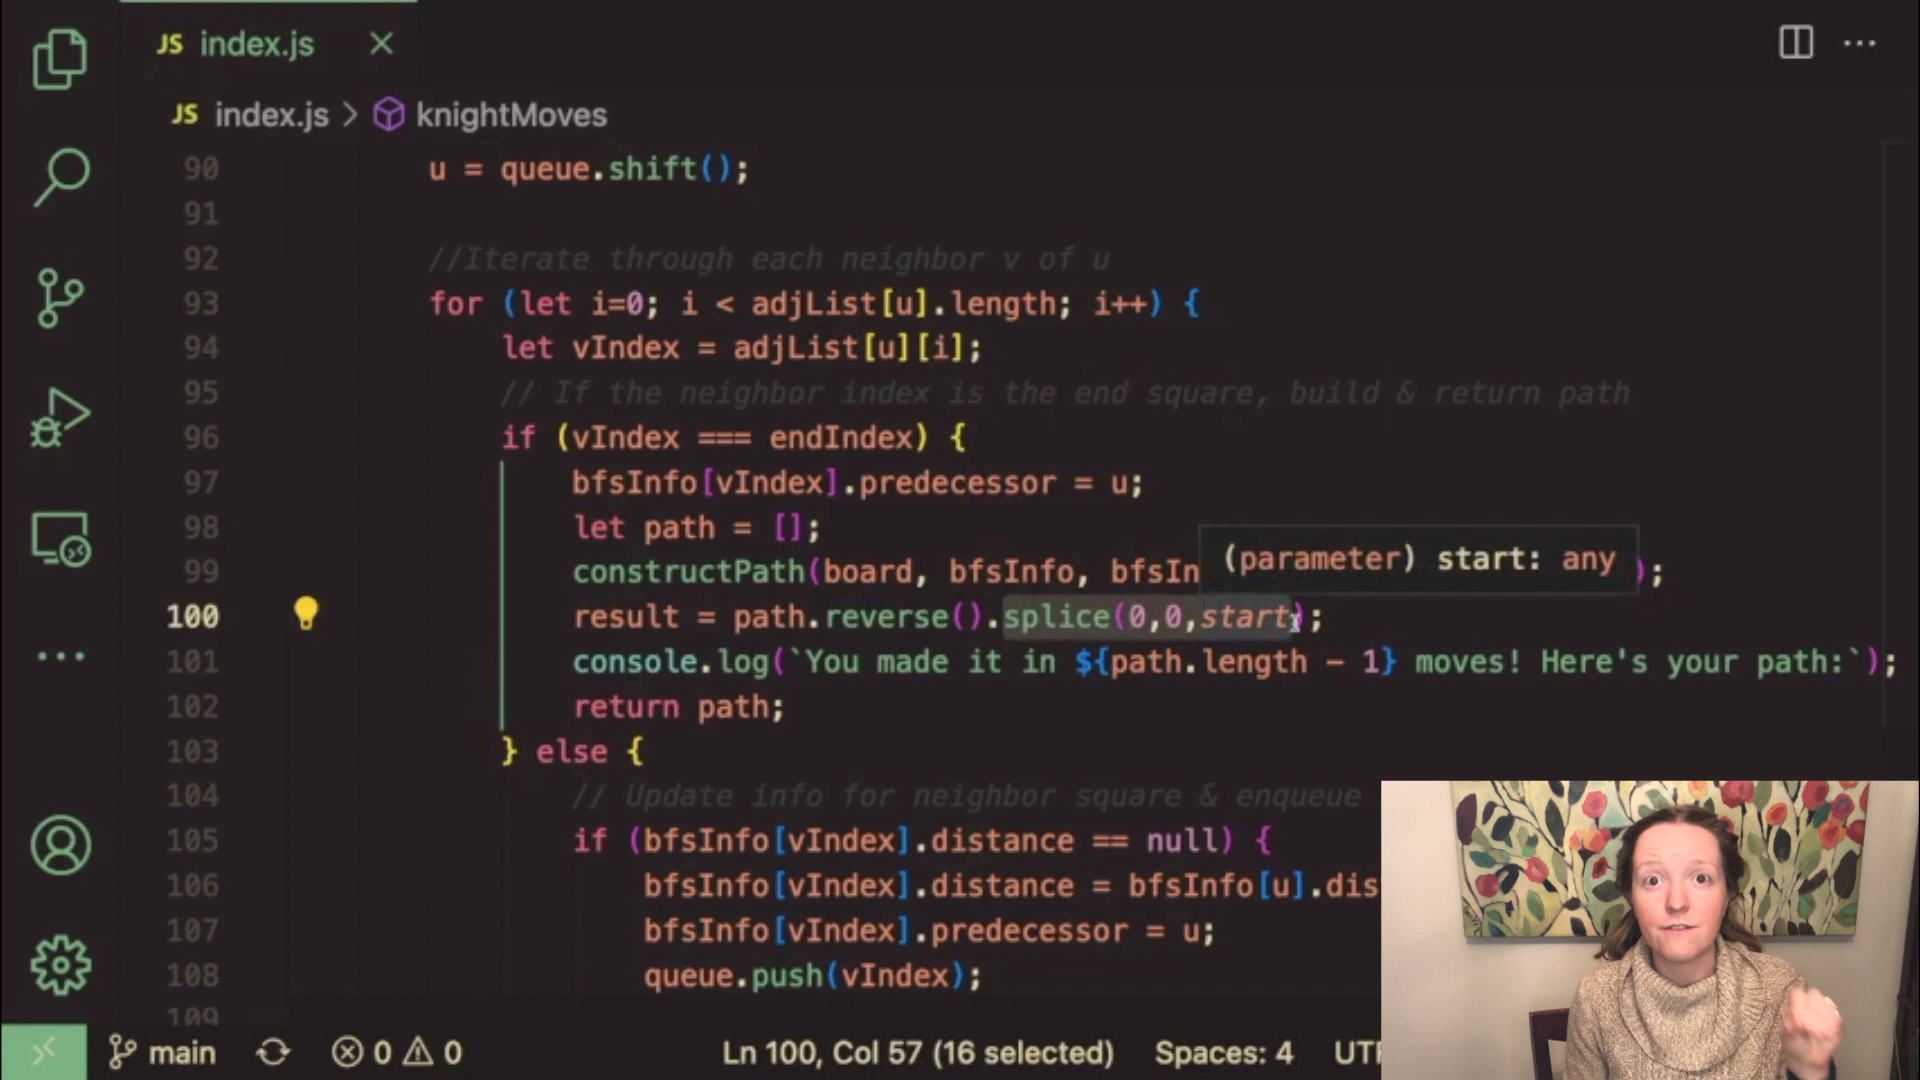 JS index.js
JS index.js > knightMoves
90 u = queue.shift();
91
92 //Iterate through each neighbor v of u
93 for (let i=0; i < adjList[u].length; i++) {
94 let vIndex = adjList[u][i];
95 // If the neighbor index is the end square, build & return path
96 if (vIndex === endIndex) {
97 bfsInfo[vIndex].predecessor = u;
98 let path = [];
(parameter) start: any
99 constructPath(board, bfsInfo, bfsIn );
100 result = path.reverse().splice(0,0,start);
101 console.log(`You made it in ${path.length - 1} moves! Here's your path:`);
102 return path;
103 } else {
104 // Update info for neighbor square & enqueue
105 if (bfsInfo[vIndex].distance == null) {
106 bfsInfo[vIndex].distance = bfsInfo[u].dis
107 bfsInfo[vIndex].predecessor = u;
108 queue.push(vIndex);
109
main 0 0 Ln 100, Col 57 (16 selected) Spaces: 4 UTF